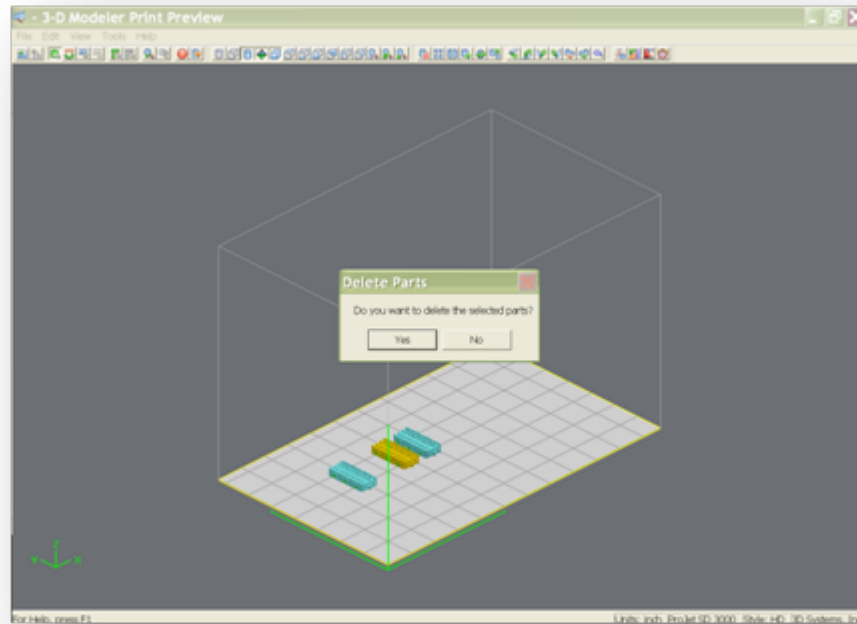 - 3-D Modeler Print Preview
File Edit View Tools Help
Delete Parts
Do you want to delete the selected parts?
Yes No
Z
Y X
For Help, press F1
Units: inch ProJet SD 3000 Style: HD 3D Systems, In